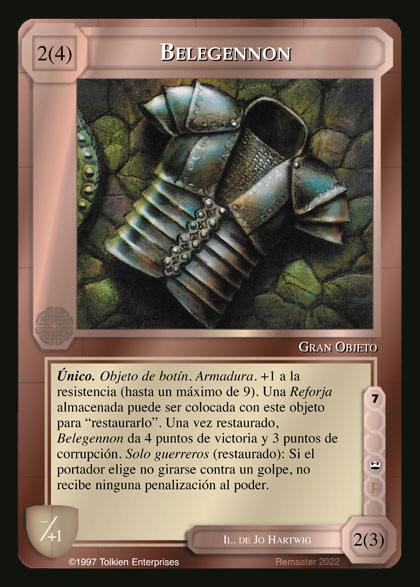 2(4)
BELEGENNON
GRAN OBJETO
Único. Objeto de botín. Armadura. +1 a la
resistencia (hasta un máximo de 9). Una Reforja
almacenada puede ser colocada con este objeto
para “restaurarlo”. Una vez restaurado,
Belegennon da 4 puntos de victoria y 3 puntos de
corrupción. Solo guerreros (restaurado): Si el
portador elige no girarse contra un golpe, no
recibe ninguna penalización al poder.
7
-/+1
IL. DE JO HARTWIG
2(3)
©1997 Tolkien Enterprises
Remaster 2022